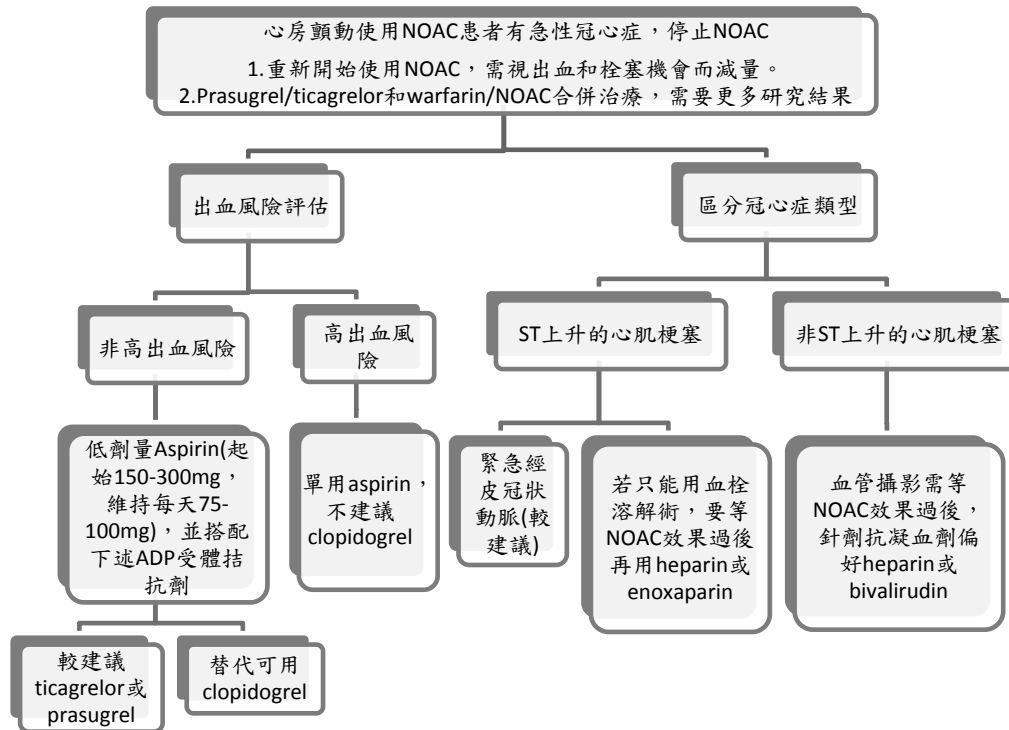 心房顫動使用NOAC患者有急性冠心症，停止NOAC
1.重新開始使用NOAC，需視出血和栓塞機會而減量。
2.Prasugrel/ticagrelor和warfarin/NOAC合併治療，需要更多研究結果
出血風險評估
區分冠心症類型
非高出血風險
高出血風
險
ST上升的心肌梗塞
非ST上升的心肌梗塞
低劑量Aspirin(起
始150-300mg，
維持每天75-
100mg)，並搭配
下述ADP受體拮
抗劑
單用aspirin，
不建議
clopidogrel
緊急經
皮冠狀
動脈(較
建議)
若只能用血栓
溶解術，要等
NOAC效果過後
再用heparin或
enoxaparin
血管攝影需等
NOAC效果過後，
針劑抗凝血劑偏
好heparin或
bivalirudin
較建議
ticagrelor或
prasugrel
替代可用
clopidogrel